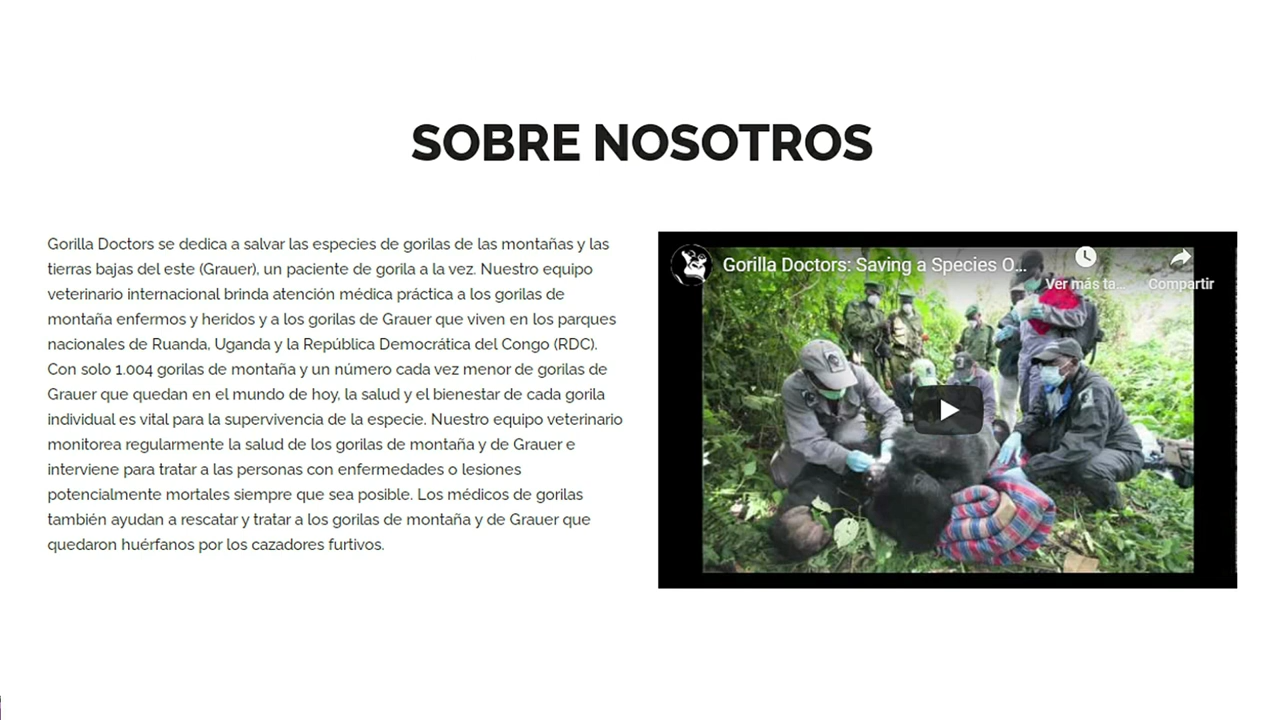 SOBRE NOSOTROS
Gorilla Doctors se dedica a salvar las especies de gorilas de las montañas y las
tierras bajas del este (Grauer), un paciente de gorila a la vez. Nuestro equipo
veterinario internacional brinda atención médica práctica a los gorilas de
montaña enfermos y heridos y a los gorilas de Grauer que viven en los parques
nacionales de Ruanda, Uganda y la República Democrática del Congo (RDC).
Con solo 1.004 gorilas de montaña y un número cada vez menor de gorilas de
Grauer que quedan en el mundo de hoy, la salud y el bienestar de cada gorila
individual es vital para la supervivencia de la especie. Nuestro equipo veterinario
monitorea regularmente la salud de los gorilas de montaña y de Grauer e
interviene para tratar a las personas con enfermedades o lesiones
potencialmente mortales siempre que sea posible. Los médicos de gorilas
también ayudan a rescatar y tratar a los gorilas de montaña y de Grauer que
quedaron huérfanos por los cazadores furtivos.
Gorilla Doctors: Saving a Species O...
Ver más ta...
Compartir